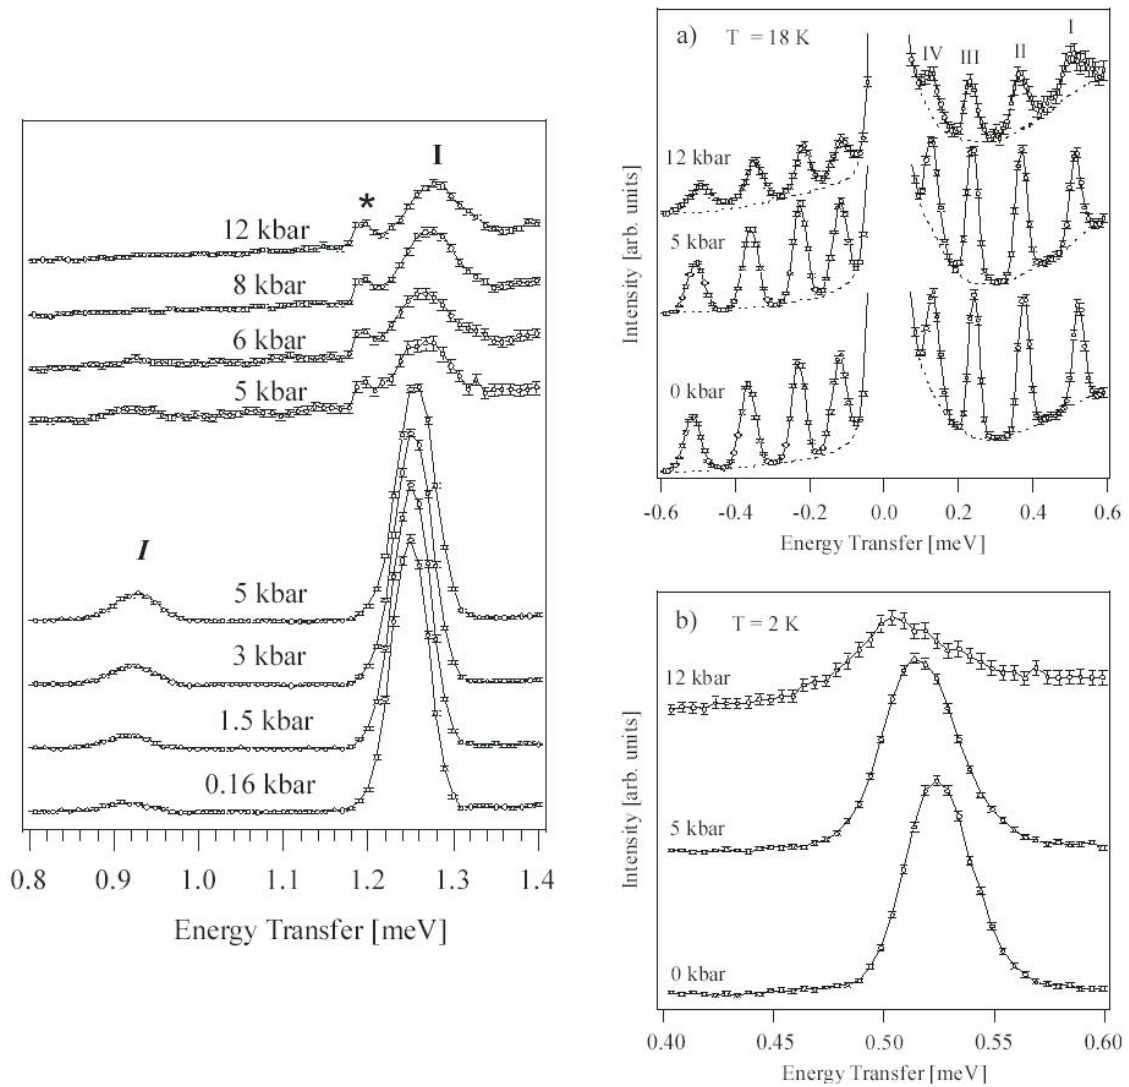 I
*
12 kbar
8 kbar
6 kbar
5 kbar
I
5 kbar
3 kbar
1.5 kbar
0.16 kbar
0.8 0.9 1.0 1.1 1.2 1.3 1.4
Energy Transfer [meV]
a) T = 18 K
IV III II I
12 kbar
5 kbar
0 kbar
Intensity [arb. units]
-0.6 -0.4 -0.2 0.0 0.2 0.4 0.6
Energy Transfer [meV]
b) T = 2 K
12 kbar
5 kbar
0 kbar
Intensity [arb. units]
0.40 0.45 0.50 0.55 0.60
Energy Transfer [meV]